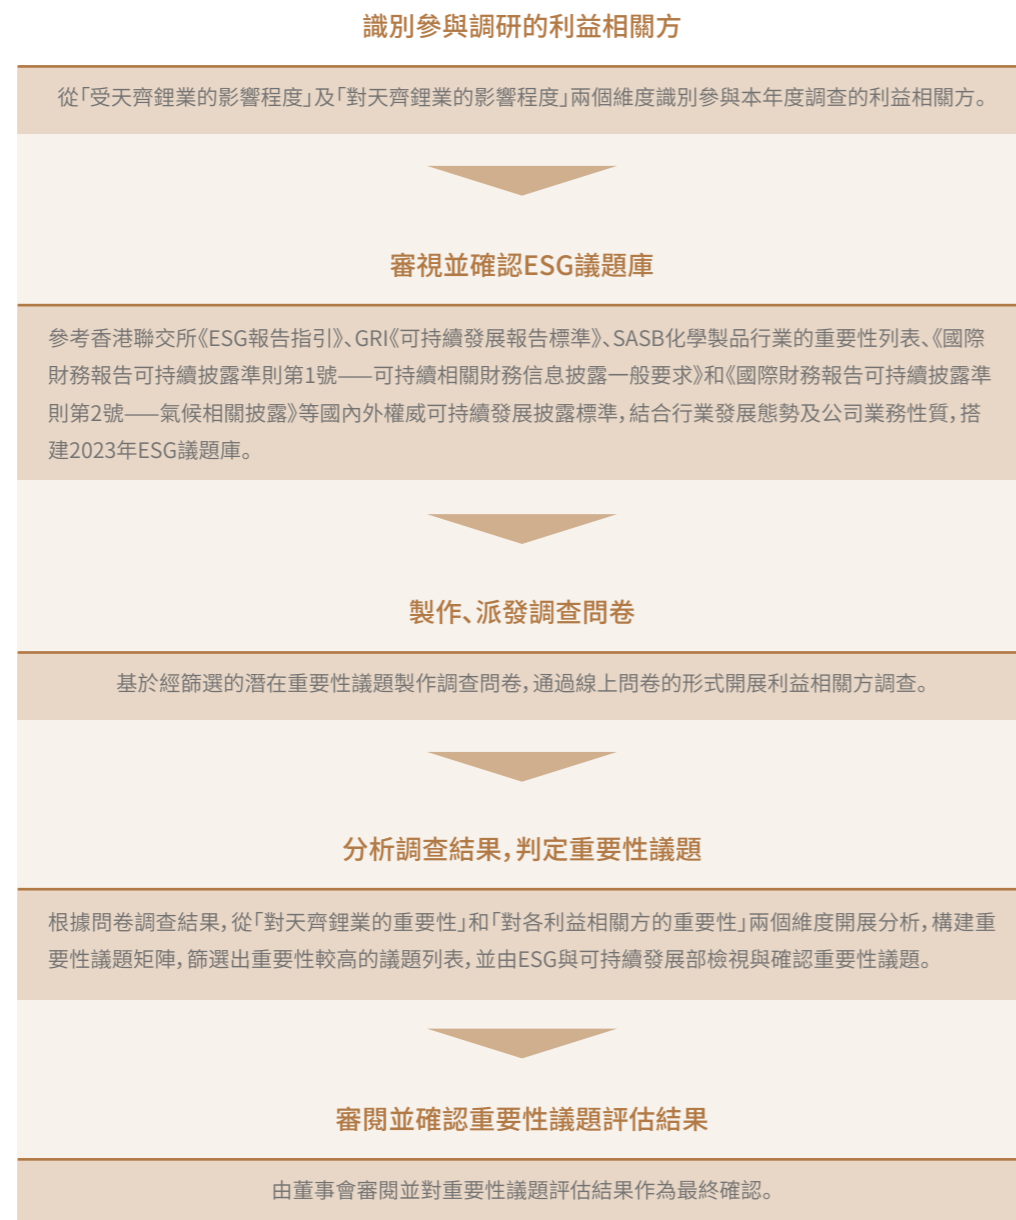 識別參與調研的利益相關方
從「受天齊鋰業的影響程度」及「對天齊鋰業的影響程度」兩個維度識別參與本年度調查的利益相關方。
審視並確認ESG議題庫
參考香港聯交所《ESG報告指引》、GRI《可持續發展報告標準》、SASB化學製品行業的重要性列表、《國際
財務報告可持續披露準則第1號——可持續相關財務信息披露一般要求》和《國際財務報告可持續披露準
則第2號——氣候相關披露》等國內外權威可持續發展披露標準，結合行業發展態勢及公司業務性質，搭
建2023年ESG議題庫。
製作、派發調查問卷
基於經篩選的潛在重要性議題製作調查問卷，通過線上問卷的形式開展利益相關方調查。
分析調查結果，判定重要性議題
根據問卷調查結果，從「對天齊鋰業的重要性」和「對各利益相關方的重要性」兩個維度開展分析，構建重
要性議題矩陣，篩選出重要性較高的議題列表，並由ESG與可持續發展部檢視與確認重要性議題。
審閱並確認重要性議題評估結果
由董事會審閱並對重要性議題評估結果作為最終確認。